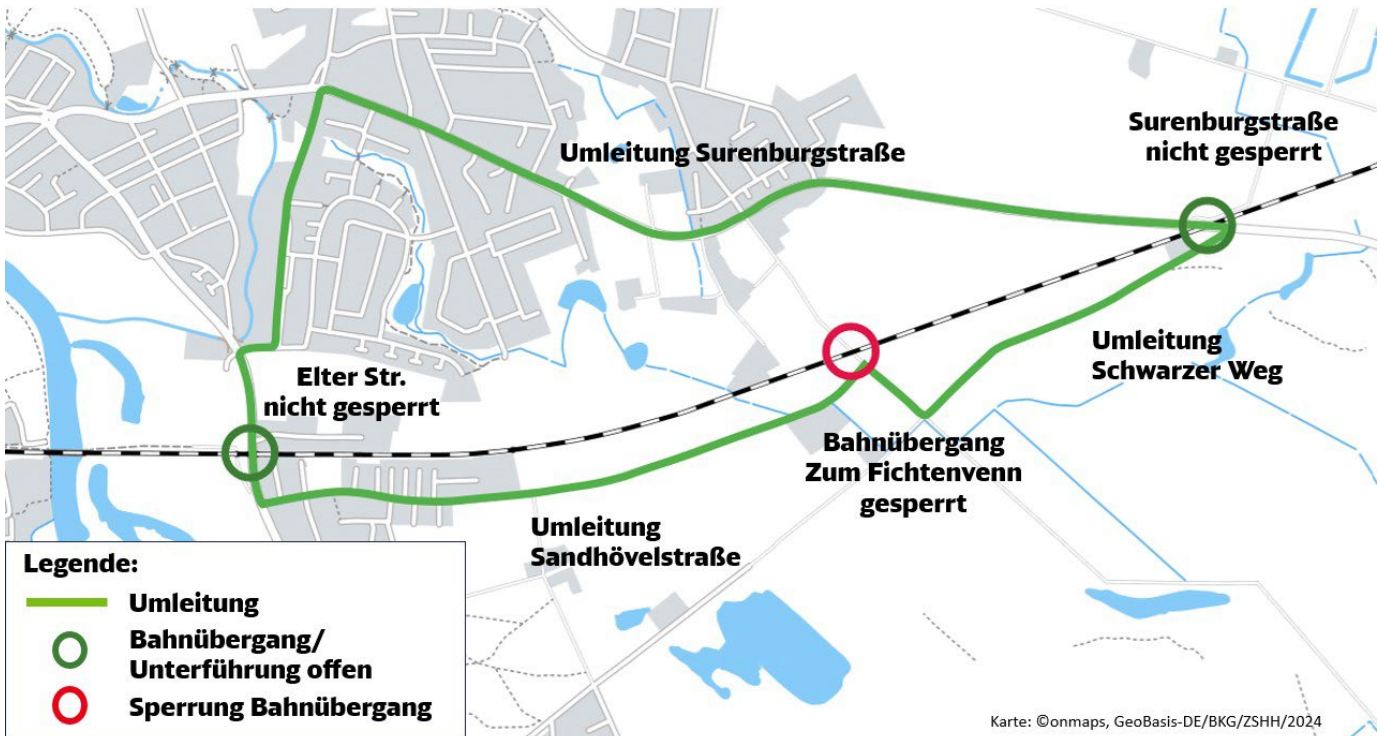 Surenburgstraße
nicht gesperrt
Umleitung Surenburgstraße
Umleitung
Schwarzer Weg
Elter Str.
nicht gesperrt
Bahnübergang
Zum Fichtenvenn
gesperrt
Umleitung
Sandhövelstraße
Legende:
Umleitung
Bahnübergang/
Unterführung offen
Sperrung Bahnübergang
Karte: ©onmaps, GeoBasis-DE/BKG/ZSHH/2024